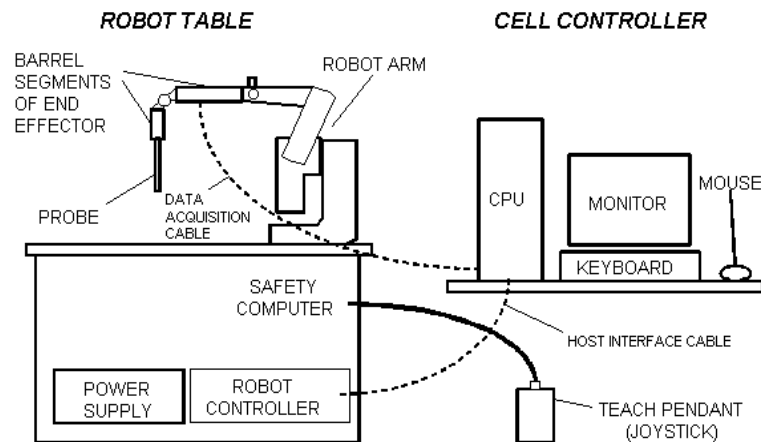 ROBOT TABLE
CELL CONTROLLER
BARREL
SEGMENTS
OF END
EFFECTOR
ROBOT ARM
PROBE
DATA
ACQUISITION
CABLE
CPU
MONITOR
MOUSE
KEYBOARD
SAFETY
COMPUTER
HOST INTERFACE CABLE
POWER
SUPPLY
ROBOT
CONTROLLER
TEACH PENDANT
(JOYSTICK)